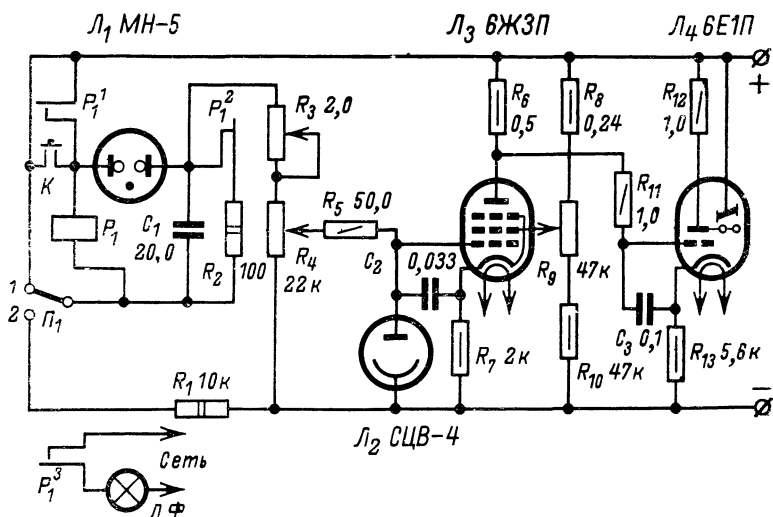 Л₁ МН-5
Л₃ 6Ж3П
Л₄ 6Е1П
P₁¹
P₁²
R₃ 2,0
R₆
0,5
R₈
0,24
R₁₂
1,0
+
К
P₁
C₁
20,0
R₂
100
R₄
22к
R₅ 50,0
C₂
0,033
R₉
47к
R₁₁
1,0
1
2
П₁
R₇ 2к
R₁₀ 47к
C₃
0,1
R₁₃ 5,6к
R₁ 10к
−
Л₂ СЦВ-4
P₁³
Сеть
ЛФ